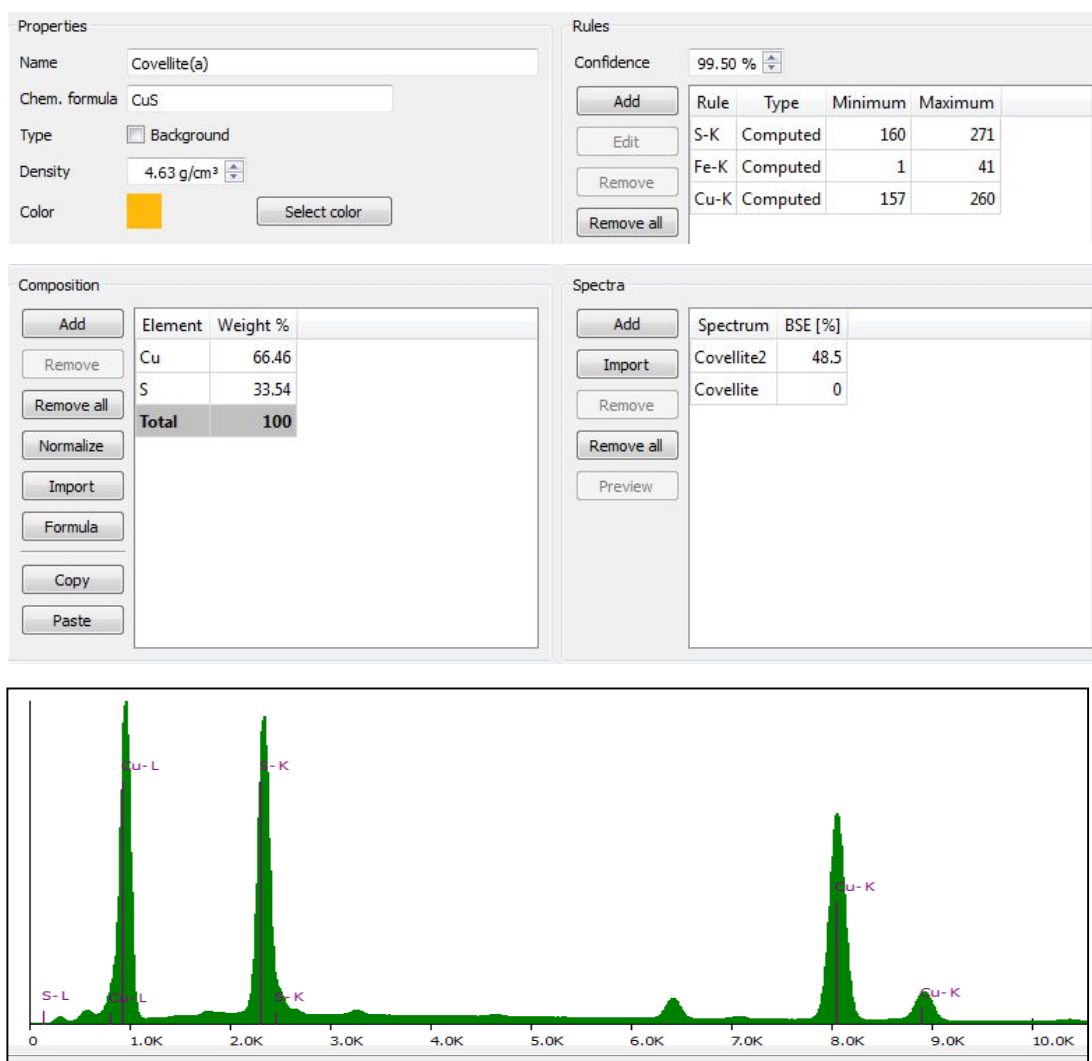 Properties
Name Covellite(a)
Chem. formula CuS
Type Background
Density 4.63 g/cm³
Color Select color
Rules
Confidence 99.50 %
Add
Edit
Remove
Remove all
Rule Type Minimum Maximum
S-K Computed 160 271
Fe-K Computed 1 41
Cu-K Computed 157 260
Composition
Add
Remove
Remove all
Normalize
Import
Formula
Copy
Paste
Element Weight %
Cu 66.46
S 33.54
Total 100
Spectra
Add
Import
Remove
Remove all
Preview
Spectrum BSE [%]
Covellite2 48.5
Covellite 0
Cu-L S-K
Cu-K
S-L Cu-L S-K Cu-K
0 1.0K 2.0K 3.0K 4.0K 5.0K 6.0K 7.0K 8.0K 9.0K 10.0K